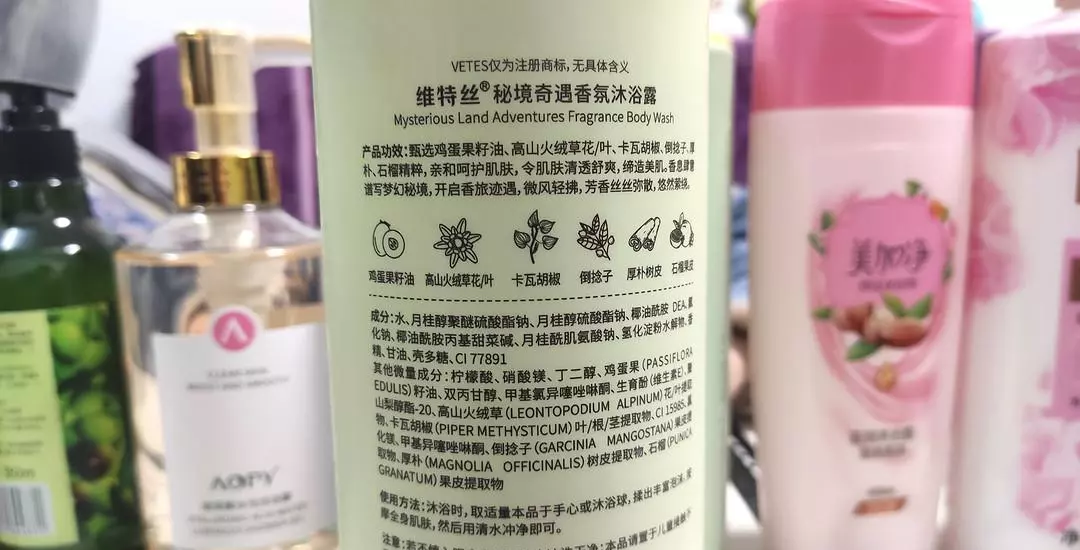 VETES仅为注册商标,无具体含义
维特丝®秘境奇遇香氛沐浴露
Mysterious Land Adventures Fragrance Body Wash
产品功效:甄选鸡蛋果籽油、高山火绒草花/叶、卡瓦胡椒、倒捻子、厚
朴、石榴精粹,亲和呵护肌肤,令肌肤清透舒爽,缔造美肌。香息肆意
谱写梦幻秘境,开启香旅迹遇,微风轻拂,芳香丝丝弥散,悠然萦绕。
鸡蛋果籽油 高山火绒草花/叶 卡瓦胡椒 倒捻子 厚朴树皮 石榴果皮
成分:水、月桂醇聚醚硫酸酯钠、月桂醇硫酸酯钠、椰油酰胺 DEA、氯
化钠、椰油酰胺丙基甜菜碱、月桂酰肌氨酸钠、氢化淀粉水解物、香
精、甘油、壳多糖、CI 77891
其他微量成分:柠檬酸、硝酸镁、丁二醇、鸡蛋果(PASSIFLORA
EDULIS)籽油、双丙甘醇、甲基氯异噻唑啉酮、生育酚(维生素E)、聚
山梨醇酯-20、高山火绒草(LEONTOPODIUM ALPINUM)花/叶提取
物、卡瓦胡椒(PIPER METHYSTICUM)叶/根/茎提取物、CI 15985、氯
化镁、甲基异噻唑啉酮、倒捻子(GARCINIA MANGOSTANA)果皮提
取物、厚朴(MAGNOLIA OFFICINALIS)树皮提取物、石榴(PUNICA
GRANATUM)果皮提取物
使用方法:沐浴时,取适量本品于手心或沐浴球,揉出丰富泡沫,按
摩全身肌肤,然后用清水冲净即可。
AOPY
美加净